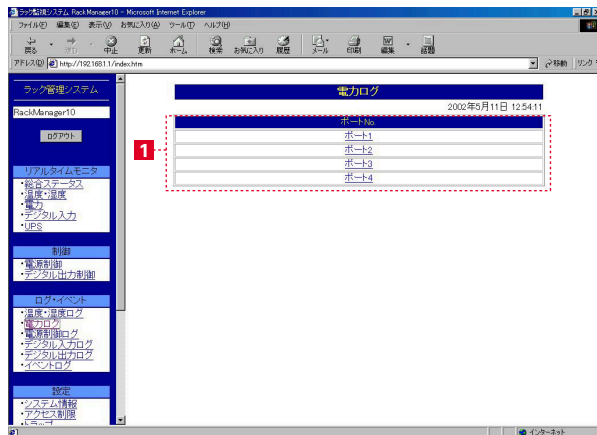 ラック監視システム RackManager10 - Microsoft Internet Explorer
ファイル(F) 編集(E) 表示(V) お気に入り(A) ツール(T) ヘルプ(H)
戻る 進む 中止 更新 ホーム 検索 お気に入り 履歴 メール 印刷 編集 話題
アドレス(D) http://192.168.1.1/index.htm 移動 リンク
ラック管理システム
RackManager10
ログアウト
リアルタイムモニタ
・総合ステータス
・温度・湿度
・電力
・デジタル入力
・UPS
制御
・電源制御
・デジタル出力制御
ログ・イベント
・温度・湿度ログ
・電力ログ
・電源制御ログ
・デジタル入力ログ
・デジタル出力ログ
・イベントログ
設定
・システム情報
・アクセス制限
・トラップ
電力ログ
2002年5月11日 12:54:11
1
ポートNo.
ポート1
ポート2
ポート3
ポート4
インターネット